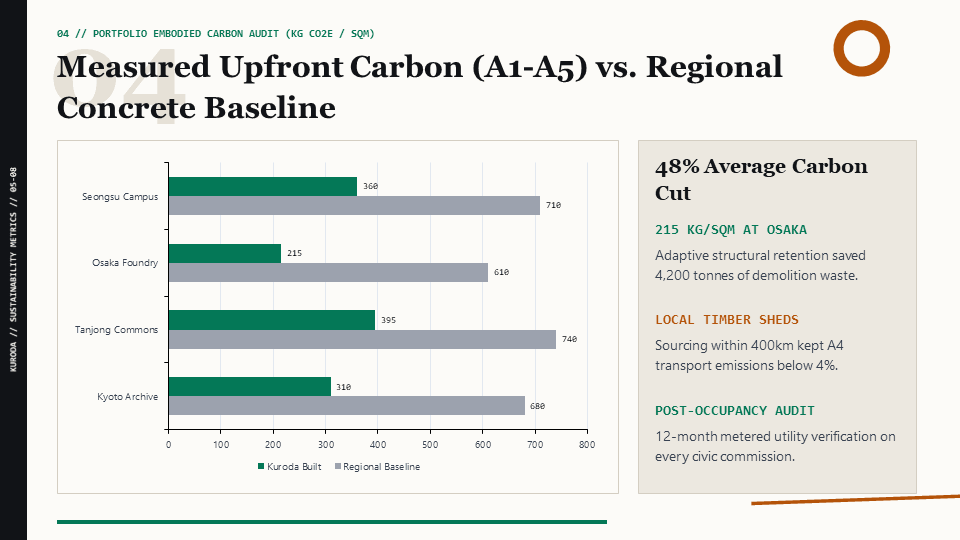 04 // PORTFOLIO EMBODIED CARBON AUDIT (KG CO2E / SQM)
04
Measured Upfront Carbon (A1-A5) vs. Regional
Concrete Baseline
KURODA // SUSTAINABILITY METRICS // 05-08
Seongsu Campus
360
710
Osaka Foundry
215
610
Tanjong Commons
395
740
Kyoto Archive
310
680
0 100 200 300 400 500 600 700 800
Kuroda Built Regional Baseline
48% Average Carbon
Cut
215 KG/SQM AT OSAKA
Adaptive structural retention saved
4,200 tonnes of demolition waste.
LOCAL TIMBER SHEDS
Sourcing within 400km kept A4
transport emissions below 4%.
POST-OCCUPANCY AUDIT
12-month metered utility verification on
every civic commission.